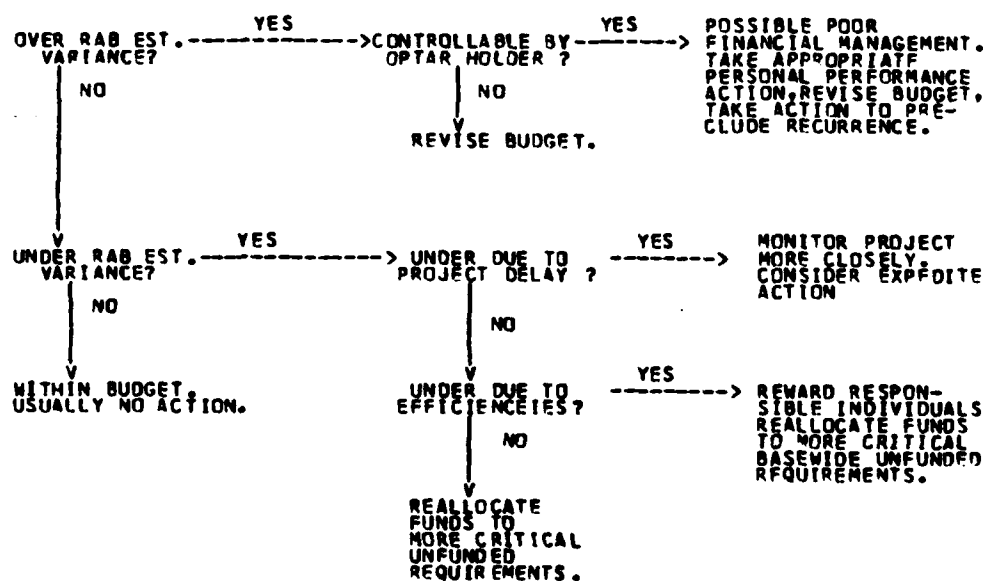 OVER RAB EST.
VARIANCE?
YES
CONTROLLABLE BY
OPTAR HOLDER ?
YES
POSSIBLE POOR
FINANCIAL MANAGEMENT.
TAKE APPROPRIATE
PERSONAL PERFORMANCE
ACTION,REVISE BUDGET,
TAKE ACTION TO PRE-
CLUDE RECURRENCE.
NO
NO
REVISE BUDGET.
UNDER RAB EST.
VARIANCE?
YES
UNDER DUE TO
PROJECT DELAY ?
YES
MONITOR PROJECT
MORE CLOSELY.
CONSIDER EXPFDITE
ACTION
NO
NO
WITHIN BUDGET.
USUALLY NO ACTION.
UNDER DUE TO
EFFICIENCEIES?
YES
REWARD RESPON-
SIBLE INDIVIDUALS
REALLOCATE FUNDS
TO MORE CRITICAL
BASEWIDE UNFUNDED
RFQUIREMENTS.
NO
REALLOCATE
FUNDS TO
MORE CRITICAL
UNFUNDED
REQUIREMENTS.